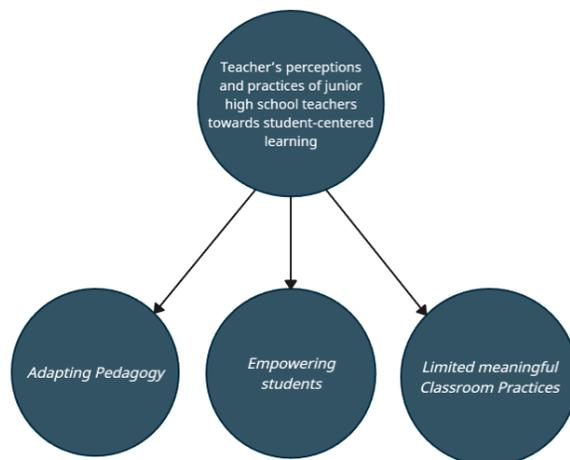 Teacher's perceptions
and practices of junior
high school teachers
towards student-centered
learning
Adapting Pedagogy
Empowering
students
Limited meaningful
Classroom Practices